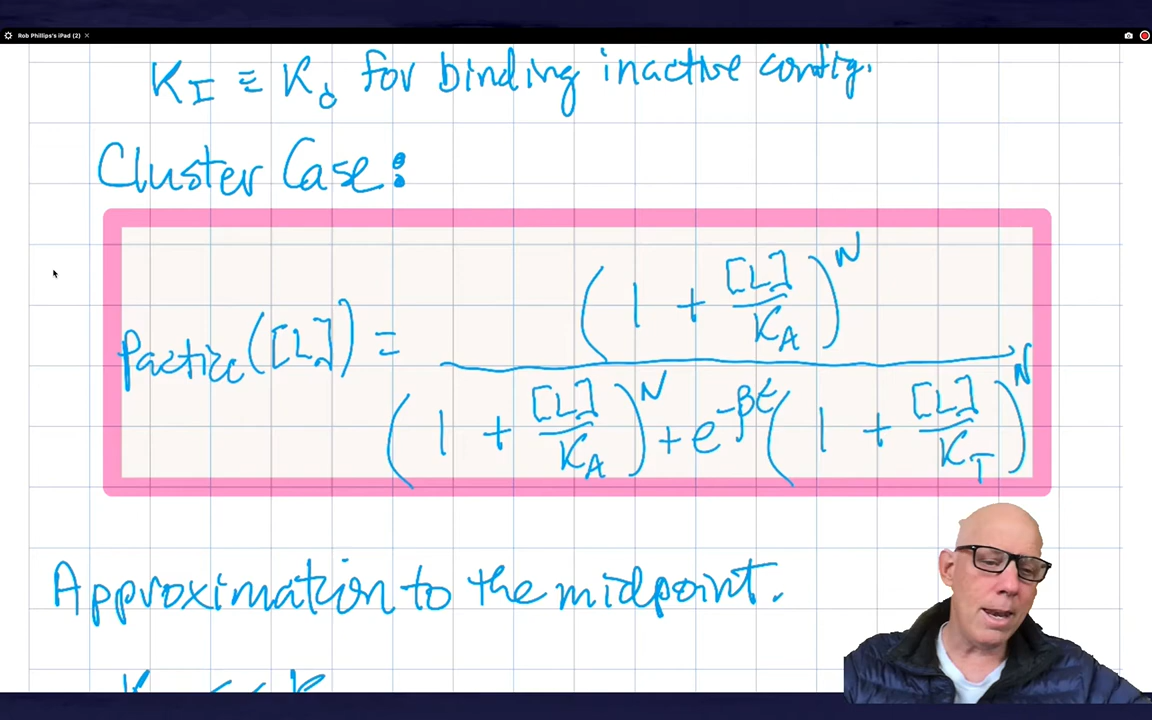 Rob Phillips's iPad (2)
K_I ≡ K_d for binding inactive config.
Cluster Case:
pactive([L]) = (1 + [L]/K_A)^N / ((1 + [L]/K_A)^N + e^{-βε}(1 + [L]/K_I)^N)
Approximation to the midpoint.